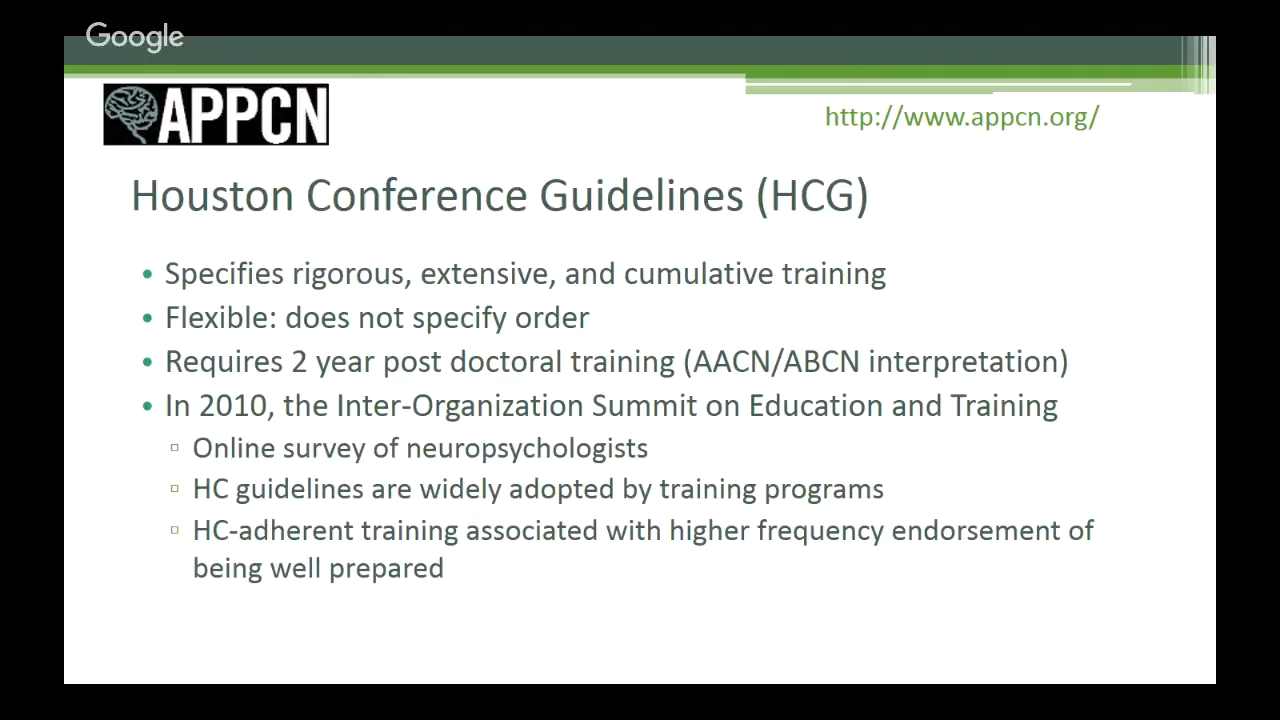 Google
APPCN
http://www.appcn.org/
Houston Conference Guidelines (HCG)
• Specifies rigorous, extensive, and cumulative training
• Flexible: does not specify order
• Requires 2 year post doctoral training (AACN/ABCN interpretation)
• In 2010, the Inter-Organization Summit on Education and Training
▫ Online survey of neuropsychologists
▫ HC guidelines are widely adopted by training programs
▫ HC-adherent training associated with higher frequency endorsement of
being well prepared